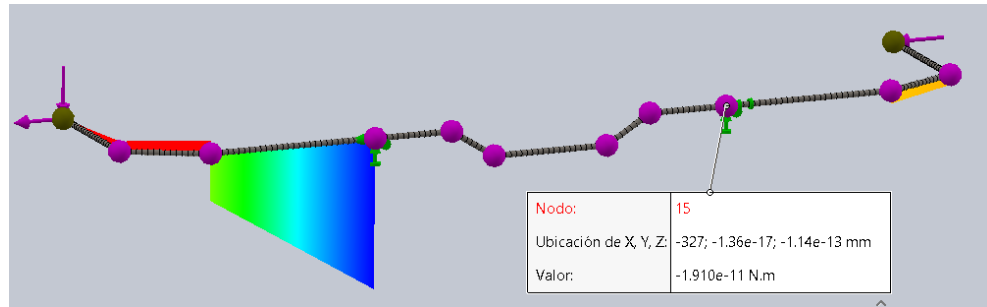 Nodo: 15
Ubicación de X, Y, Z: -327; -1.36e-17; -1.14e-13 mm
Valor: -1.910e-11 N.m